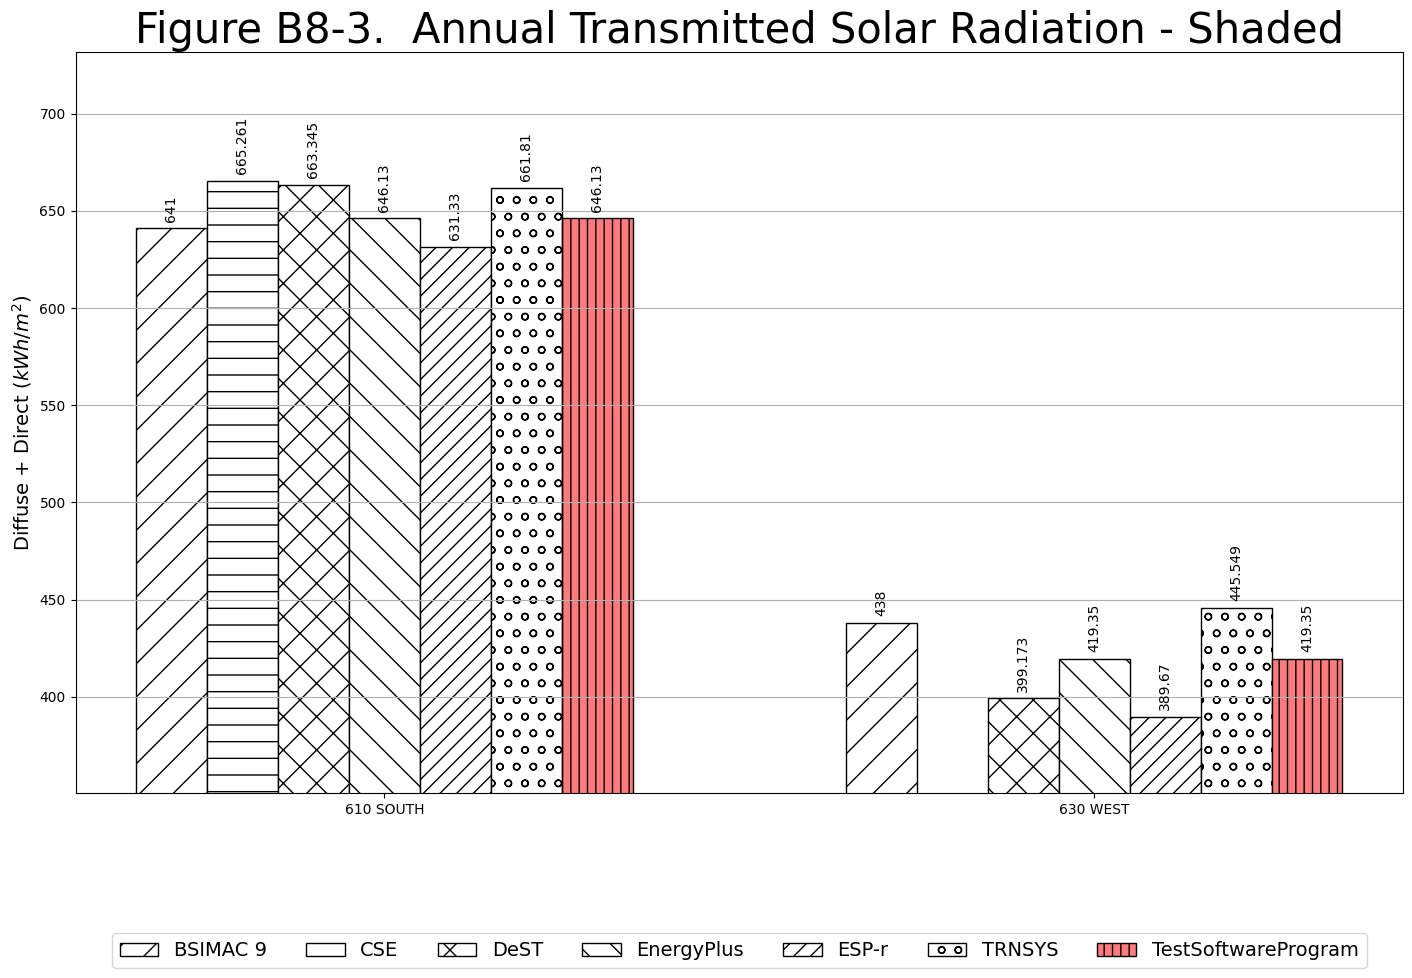 Figure B8-3.  Annual Transmitted Solar Radiation - Shaded
Diffuse + Direct (kWh/m²)
700
650
600
550
500
450
400
641
665.261
663.345
646.13
631.33
661.81
646.13
438
399.173
419.35
389.67
445.549
419.35
610 SOUTH
630 WEST
BSIMAC 9
CSE
DeST
EnergyPlus
ESP-r
TRNSYS
TestSoftwareProgram